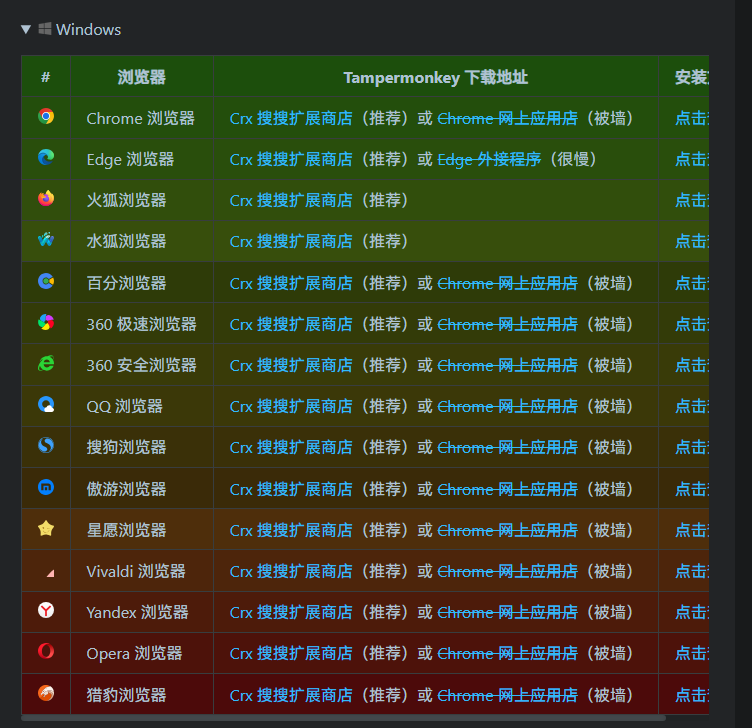 Windows
# 浏览器 Tampermonkey 下载地址 安装
Chrome 浏览器 Crx 搜搜扩展商店（推荐）或 Chrome 网上应用店（被墙） 点击
Edge 浏览器 Crx 搜搜扩展商店（推荐）或 Edge 外接程序（很慢） 点击
火狐浏览器 Crx 搜搜扩展商店（推荐） 点击
水狐浏览器 Crx 搜搜扩展商店（推荐） 点击
百分浏览器 Crx 搜搜扩展商店（推荐）或 Chrome 网上应用店（被墙） 点击
360 极速浏览器 Crx 搜搜扩展商店（推荐）或 Chrome 网上应用店（被墙） 点击
360 安全浏览器 Crx 搜搜扩展商店（推荐）或 Chrome 网上应用店（被墙） 点击
QQ 浏览器 Crx 搜搜扩展商店（推荐）或 Chrome 网上应用店（被墙） 点击
搜狗浏览器 Crx 搜搜扩展商店（推荐）或 Chrome 网上应用店（被墙） 点击
傲游浏览器 Crx 搜搜扩展商店（推荐）或 Chrome 网上应用店（被墙） 点击
星愿浏览器 Crx 搜搜扩展商店（推荐）或 Chrome 网上应用店（被墙） 点击
Vivaldi 浏览器 Crx 搜搜扩展商店（推荐）或 Chrome 网上应用店（被墙） 点击
Yandex 浏览器 Crx 搜搜扩展商店（推荐）或 Chrome 网上应用店（被墙） 点击
Opera 浏览器 Crx 搜搜扩展商店（推荐）或 Chrome 网上应用店（被墙） 点击
猎豹浏览器 Crx 搜搜扩展商店（推荐）或 Chrome 网上应用店（被墙） 点击